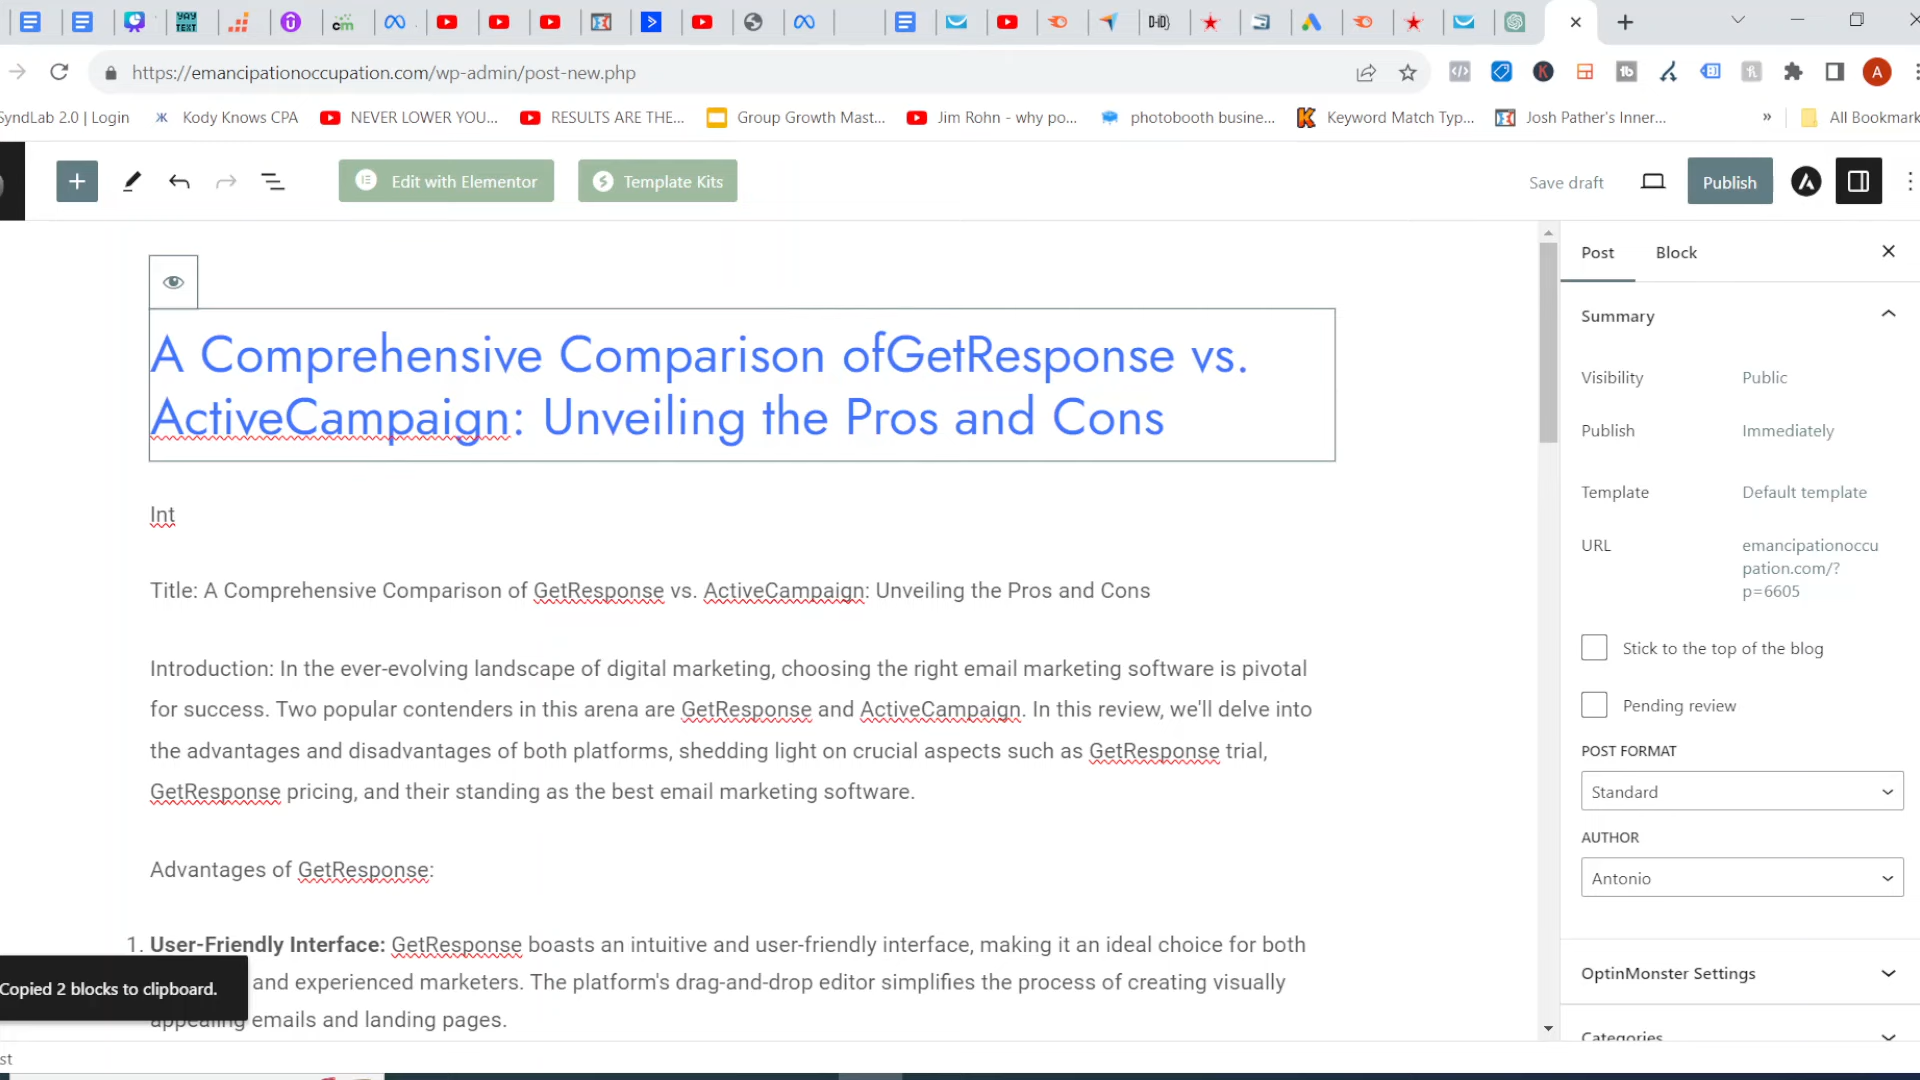 https://emancipationoccupation.com/wp-admin/post-new.php
SyndLab 2.0 | Login
Kody Knows CPA
NEVER LOWER YOU...
RESULTS ARE THE...
Group Growth Mast...
Jim Rohn - why po...
photobooth busine...
Keyword Match Typ...
Josh Pather's Inner...
»
All Bookmark
Edit with Elementor
Template Kits
Save draft
Publish
A Comprehensive Comparison ofGetResponse vs.
ActiveCampaign: Unveiling the Pros and Cons
Int
Title: A Comprehensive Comparison of GetResponse vs. ActiveCampaign: Unveiling the Pros and Cons
Introduction: In the ever-evolving landscape of digital marketing, choosing the right email marketing software is pivotal
for success. Two popular contenders in this arena are GetResponse and ActiveCampaign. In this review, we'll delve into
the advantages and disadvantages of both platforms, shedding light on crucial aspects such as GetResponse trial,
GetResponse pricing, and their standing as the best email marketing software.
Advantages of GetResponse:
1. User-Friendly Interface: GetResponse boasts an intuitive and user-friendly interface, making it an ideal choice for both
and experienced marketers. The platform's drag-and-drop editor simplifies the process of creating visually
appealing emails and landing pages.
Copied 2 blocks to clipboard.
st
Post
Block
Summary
Visibility
Public
Publish
Immediately
Template
Default template
URL
emancipationoccu
pation.com/?
p=6605
Stick to the top of the blog
Pending review
POST FORMAT
Standard
AUTHOR
Antonio
OptinMonster Settings
Categories